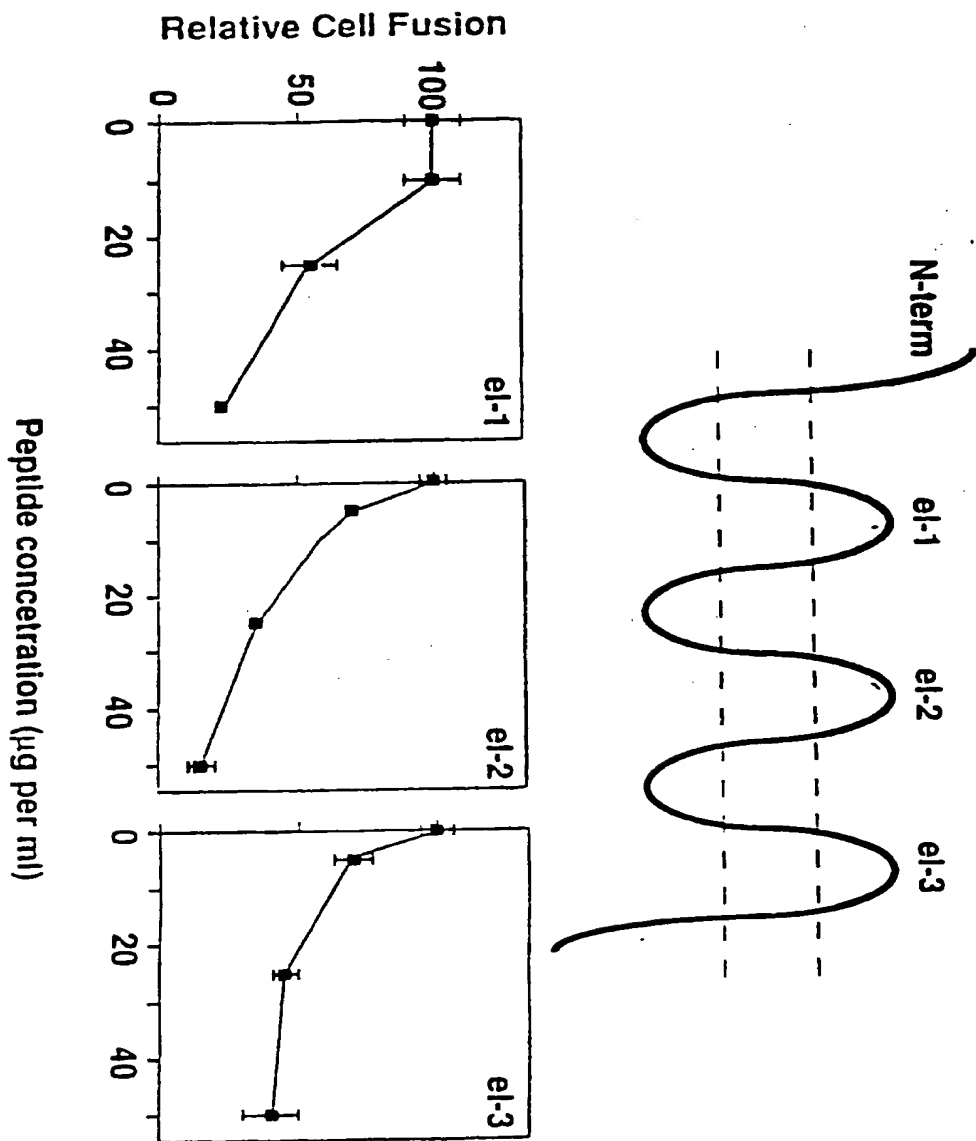 N-term
el-1
el-2
el-3
Relative Cell Fusion
100
50
0
el-1
0
20
40
el-2
0
20
40
el-3
0
20
40
Peptide concetration (µg per ml)